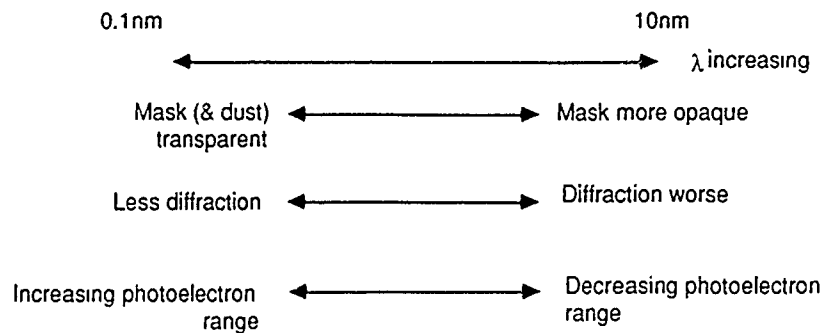 0.1nm 10nm
λ increasing
Mask (& dust) Mask more opaque
transparent
Less diffraction Diffraction worse
Increasing photoelectron Decreasing photoelectron
range range